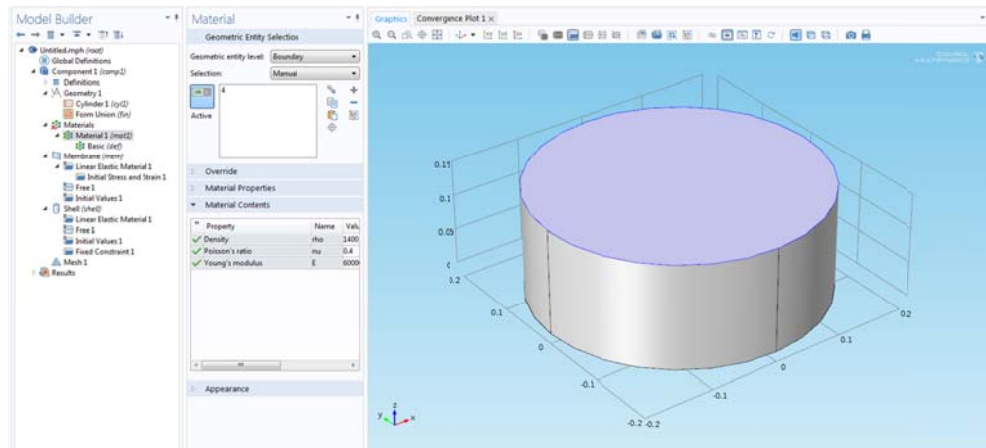 Model Builder
Untitled.mph (root)
Global Definitions
Component 1 (comp1)
Definitions
Geometry 1
Cylinder 1 (cyl1)
Form Union (fin)
Materials
Material 1 (mat1)
Basic (def)
Membrane (mem)
Linear Elastic Material 1
Initial Stress and Strain 1
Free 1
Initial Values 1
Shell (shell)
Linear Elastic Material 1
Free 1
Initial Values 1
Fixed Constraint 1
Mesh 1
Results
Material
Geometric Entity Selection
Geometric entity level: Boundary
Selection: Manual
4
Active
Override
Material Properties
Material Contents
Property Name Valu
Density rho 1400
Poisson's ratio nu 0.4
Young's modulus E 6000
Appearance
Graphics Convergence Plot 1
0.15
0.1
0.05
0
0.2
0.1
0
-0.1
-0.2 -0.2
-0.1
0
0.1
0.2
y z x